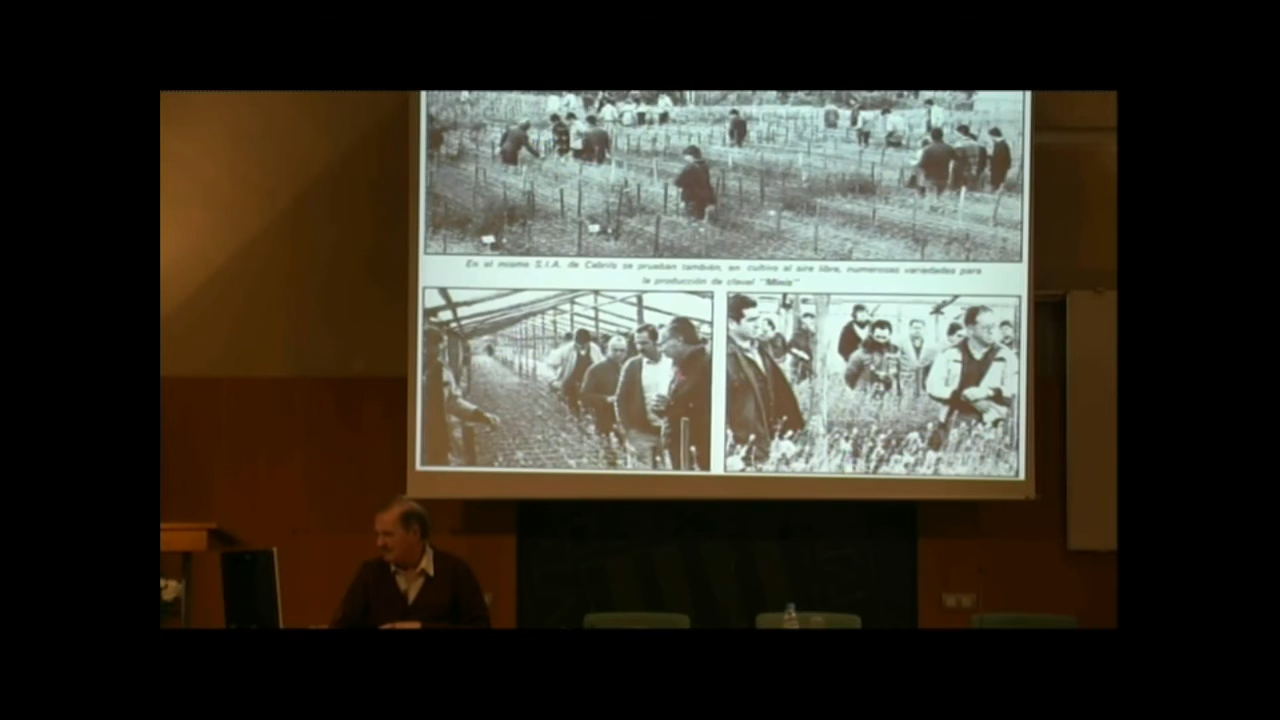 En el mismo S.I.A. de Cabrils se prueban también, en cultivo al aire libre, numerosas variedades para
la producción de clavel "Minis"